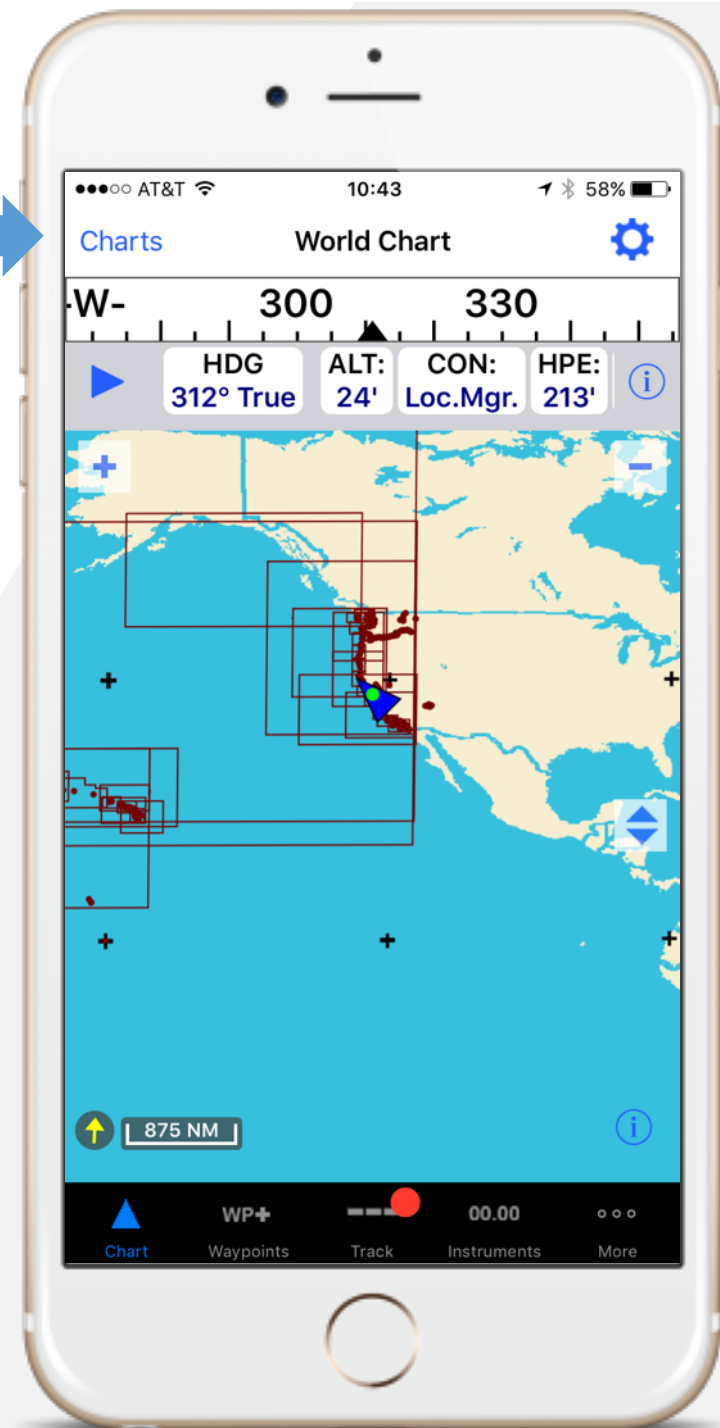 AT&T 10:43 58%
Charts World Chart
-W- 300 330
HDG ALT: CON: HPE:
312° True 24' Loc.Mgr. 213'
i
+ −
875 NM i
WP+ 00.00
Chart Waypoints Track Instruments More